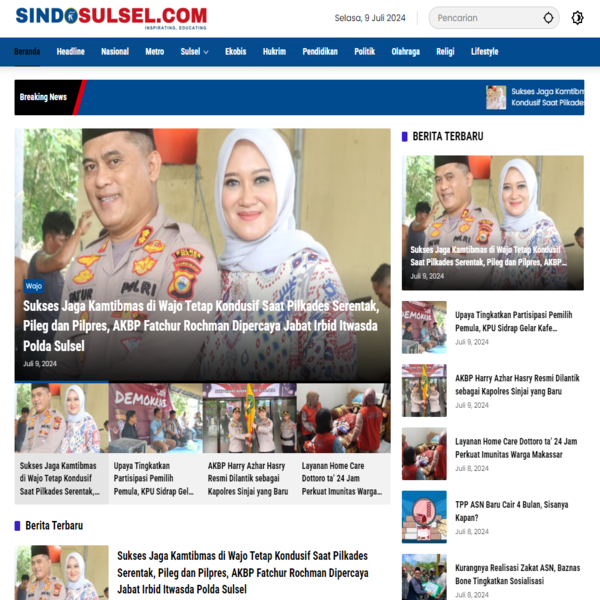 SINDOSULSEL.COM
INSPIRATING, EDUCATING
Selasa, 9 Juli 2024
Pencarian
Beranda Headline Nasional Metro Sulsel Ekobis Hukrim Pendidikan Politik Olahraga Religi Lifestyle
Breaking News
Sukses Jaga Kamtibmas
Kondusif Saat Pilkades
Wajo
Sukses Jaga Kamtibmas di Wajo Tetap Kondusif Saat Pilkades Serentak,
Pileg dan Pilpres, AKBP Fatchur Rochman Dipercaya Jabat Irbid Itwasda
Polda Sulsel
Juli 9, 2024
DEMOKRAS
Sukses Jaga Kamtibmas
di Wajo Tetap Kondusif
Saat Pilkades Serentak,...
Upaya Tingkatkan
Partisipasi Pemilih
Pemula, KPU Sidrap Gel...
AKBP Harry Azhar Hasry
Resmi Dilantik sebagai
Kapolres Sinjai yang Baru
Layanan Home Care
Dottoro ta' 24 Jam
Perkuat Imunitas Warga...
Berita Terbaru
Sukses Jaga Kamtibmas di Wajo Tetap Kondusif Saat Pilkades
Serentak, Pileg dan Pilpres, AKBP Fatchur Rochman Dipercaya
Jabat Irbid Itwasda Polda Sulsel
BERITA TERBARU
Sukses Jaga Kamtibmas di Wajo Tetap Kondusif
Saat Pilkades Serentak, Pileg dan Pilpres, AKBP...
Juli 9, 2024
Upaya Tingkatkan Partisipasi Pemilih
Pemula, KPU Sidrap Gelar Kafe...
Juli 9, 2024
AKBP Harry Azhar Hasry Resmi Dilantik
sebagai Kapolres Sinjai yang Baru
Juli 9, 2024
Layanan Home Care Dottoro ta' 24 Jam
Perkuat Imunitas Warga Makassar
Juli 8, 2024
TPP ASN Baru Cair 4 Bulan, Sisanya
Kapan?
Juli 8, 2024
Kurangnya Realisasi Zakat ASN, Baznas
Bone Tingkatkan Sosialisasi
Juli 8, 2024